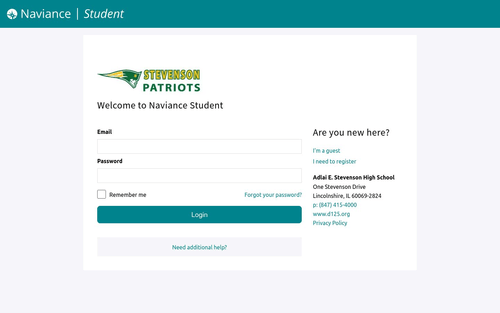 Naviance | Student
STEVENSON
PATRIOTS
Welcome to Naviance Student
Email
Password
Remember me
Forgot your password?
Login
Need additional help?
Are you new here?
I'm a guest
I need to register
Adlai E. Stevenson High School
One Stevenson Drive
Lincolnshire, IL 60069-2824
p: (847) 415-4000
www.d125.org
Privacy Policy